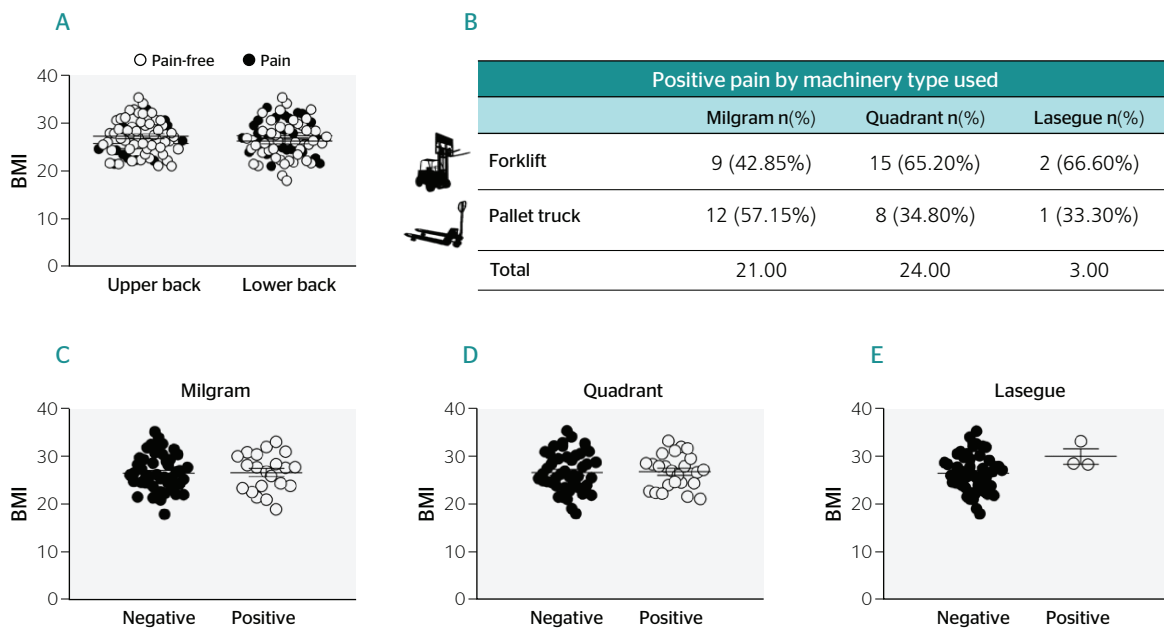 A
Pain-free Pain
40
30
20
10
0
BMI
Upper back Lower back
B
Positive pain by machinery type used
Milgram n(%) Quadrant n(%) Lasegue n(%)
Forklift 9 (42.85%) 15 (65.20%) 2 (66.60%)
Pallet truck 12 (57.15%) 8 (34.80%) 1 (33.30%)
Total 21.00 24.00 3.00
C
Milgram
40
30
20
10
0
BMI
Negative Positive
D
Quadrant
40
30
20
10
0
BMI
Negative Positive
E
Lasegue
40
30
20
10
0
BMI
Negative Positive